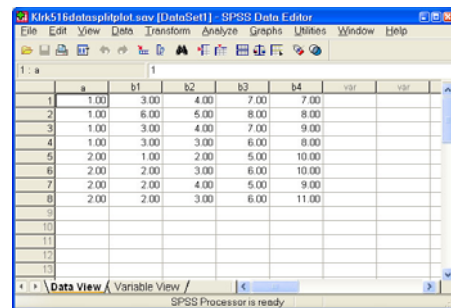 Kirk516datasplitplot.sav [DataSet1] - SPSS Data Editor
File Edit View Data Transform Analyze Graphs Utilities Window Help
1 : a 1
a b1 b2 b3 b4 var var
1 1.00 3.00 4.00 7.00 7.00
2 1.00 6.00 5.00 8.00 8.00
3 1.00 3.00 4.00 7.00 9.00
4 1.00 3.00 3.00 6.00 8.00
5 2.00 1.00 2.00 5.00 10.00
6 2.00 2.00 3.00 6.00 10.00
7 2.00 2.00 4.00 5.00 9.00
8 2.00 2.00 3.00 6.00 11.00
9
10
11
12
13
Data View Variable View
SPSS Processor is ready